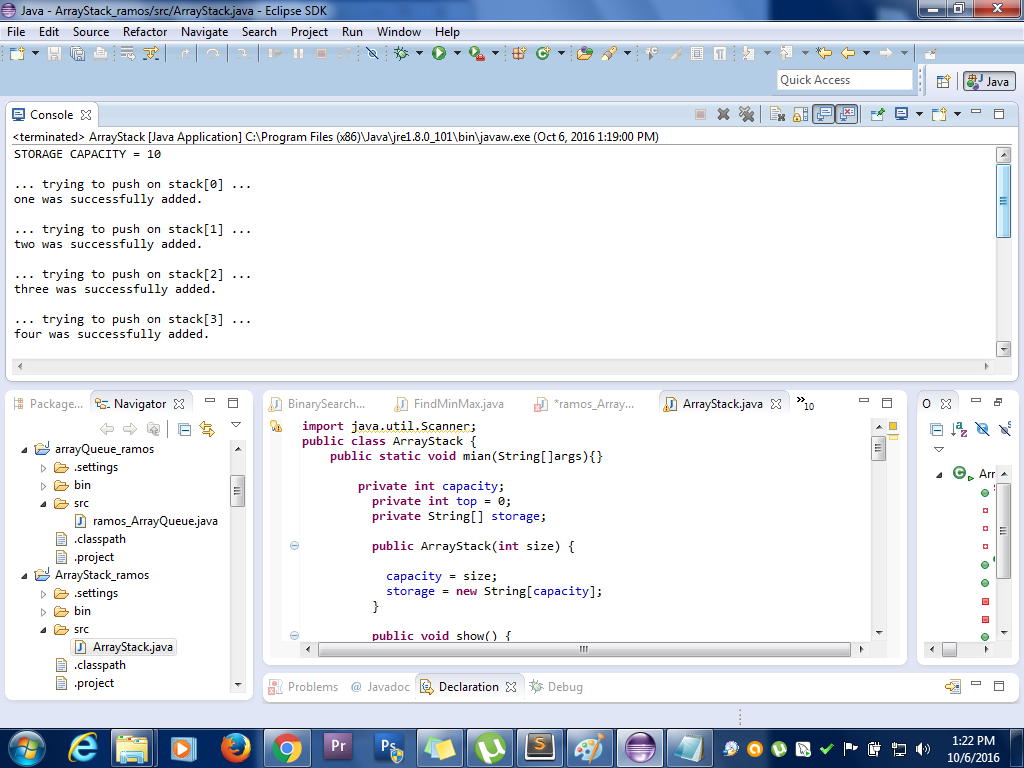 Java - ArrayStack_ramos/src/ArrayStack.java - Eclipse SDK
File Edit Source Refactor Navigate Search Project Run Window Help
Quick Access
Java
Console
<terminated> ArrayStack [Java Application] C:\Program Files (x86)\Java\jre1.8.0_101\bin\javaw.exe (Oct 6, 2016 1:19:00 PM)
STORAGE CAPACITY = 10
... trying to push on stack[0] ...
one was successfully added.
... trying to push on stack[1] ...
two was successfully added.
... trying to push on stack[2] ...
three was successfully added.
... trying to push on stack[3] ...
four was successfully added.
Package... Navigator
arrayQueue_ramos
.settings
bin
src
ramos_ArrayQueue.java
.classpath
.project
ArrayStack_ramos
.settings
bin
src
ArrayStack.java
.classpath
.project
BinarySearch... FindMinMax.java *ramos_Array... ArrayStack.java »10
import java.util.Scanner;
public class ArrayStack {
public static void mian(String[]args){}
private int capacity;
private int top = 0;
private String[] storage;
public ArrayStack(int size) {
capacity = size;
storage = new String[capacity];
}
public void show() {
O
Arr
Problems @ Javadoc Declaration Debug
Pr
Ps
S
1:22 PM
10/6/2016